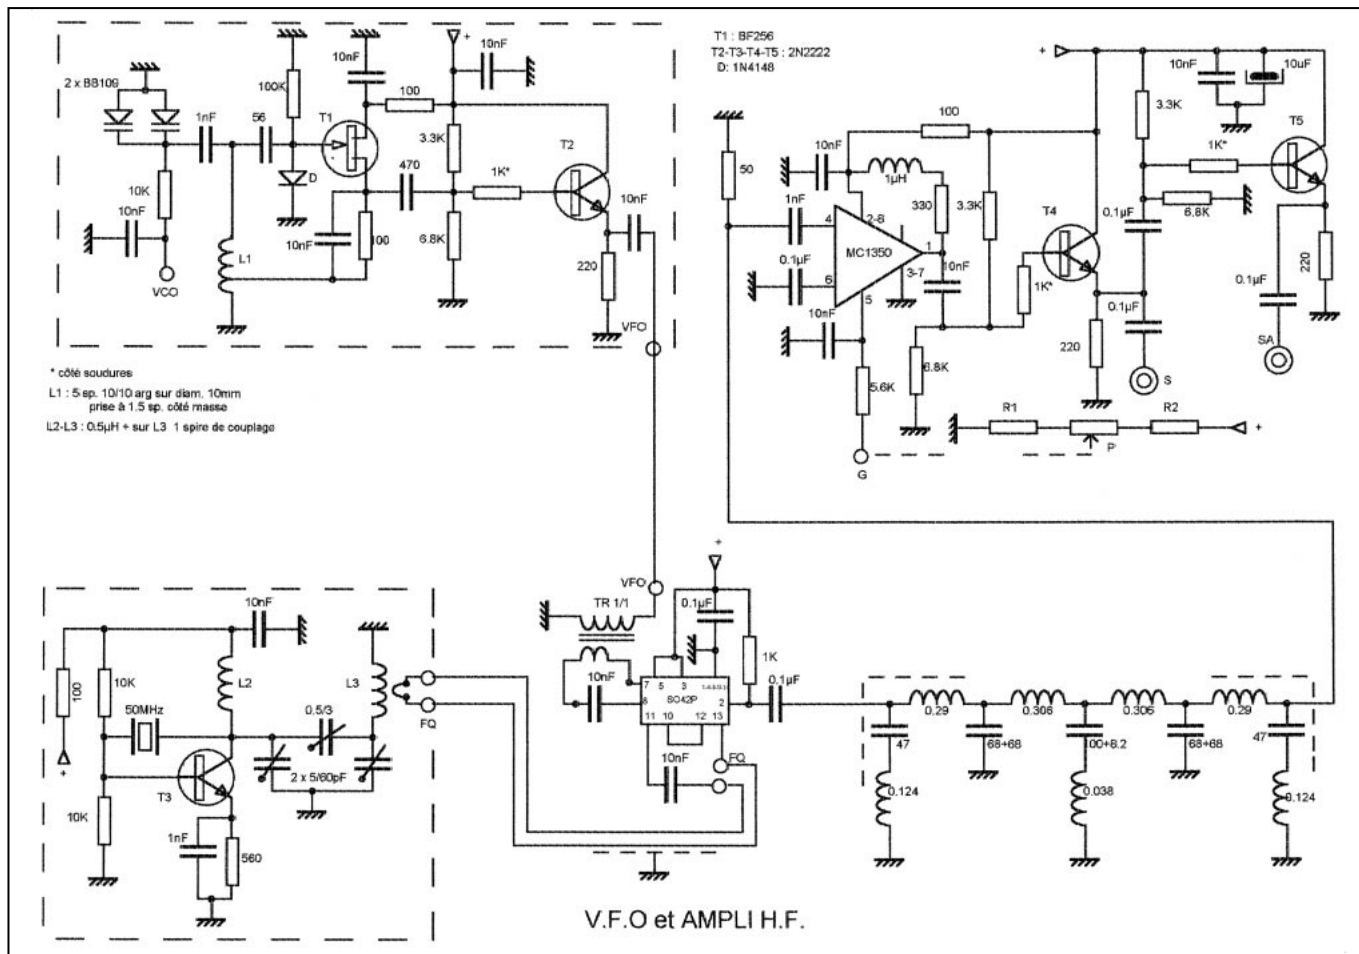 T1 : BF256
T2-T3-T4-T5 : 2N2222
D: 1N4148
2 x BB109
10nF
+
10nF
100K
100
1nF
56
T1
3.3K
T2
D
470
1K*
10K
10nF
10nF
10nF
100
6.8K
L1
220
VCO
VFO
* côté soudures
L1 : 5 sp. 10/10 arg sur diam. 10mm
prise à 1.5 sp. côté masse
L2-L3 : 0.5µH + sur L3 1 spire de couplage
+
10nF
10uF
3.3K
T5
100
10nF
50
1µH
1K*
1nF
330
3.3K
T4
6.8K
4
2-8
0.1µF
MC1350
1
0.1µF
6
3-7
10nF
5
1K*
0.1µF
0.1µF
220
10nF
220
SA
6.8K
S
5.6K
R1
R2
P
+
G
VFO
+
TR 1/1
0.1µF
10nF
L2
L3
10K
100
50MHz
0.5/3
FQ
+
T3
2 x 5/60pF
10K
1nF
560
10nF
7
5
3
1K
8
SO42P
2
0.1µF
11
10
12
13
10nF
FQ
0.29
0.306
0.306
0.29
47
68+68
100+8.2
68+68
47
0.124
0.038
0.124
V.F.O et AMPLI H.F.